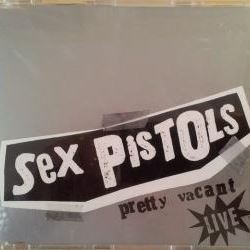 Sex PISTOLS
pretty vacant
LIVE